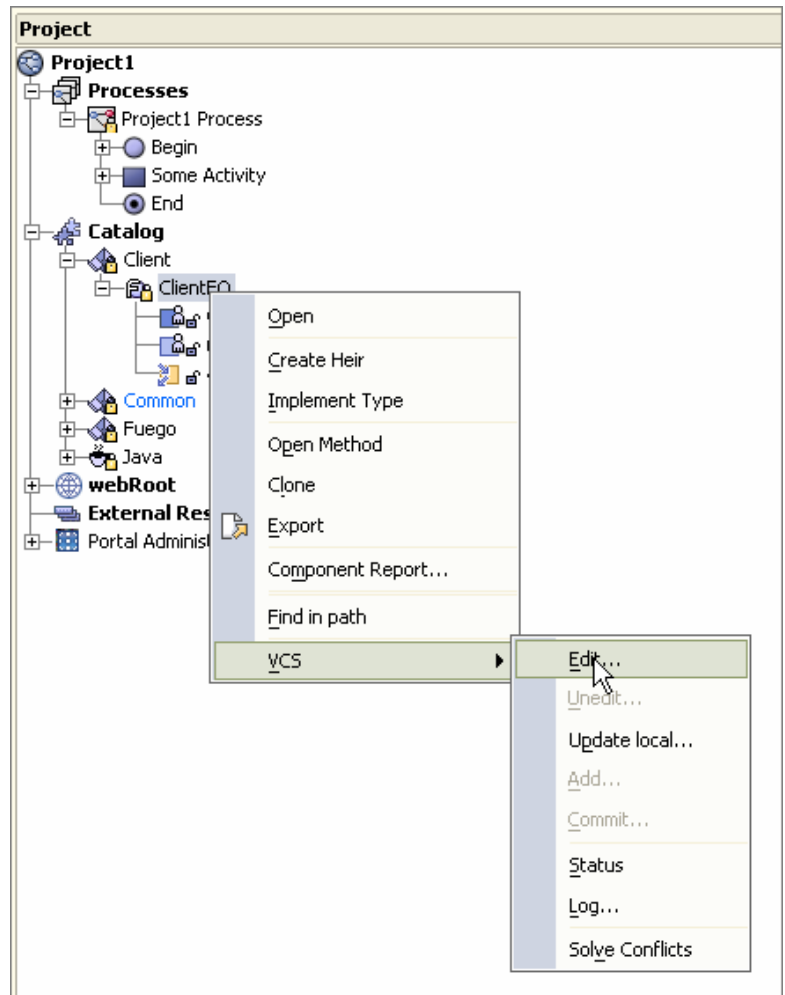 Project
Project1
Processes
Project1 Process
Begin
Some Activity
End
Catalog
Client
ClientEO
Common
Fuego
Java
webRoot
External Res
Portal Administ
Open
Create Heir
Implement Type
Open Method
Clone
Export
Component Report...
Find in path
VCS
Edit...
Unedit...
Update local...
Add...
Commit...
Status
Log...
Solve Conflicts